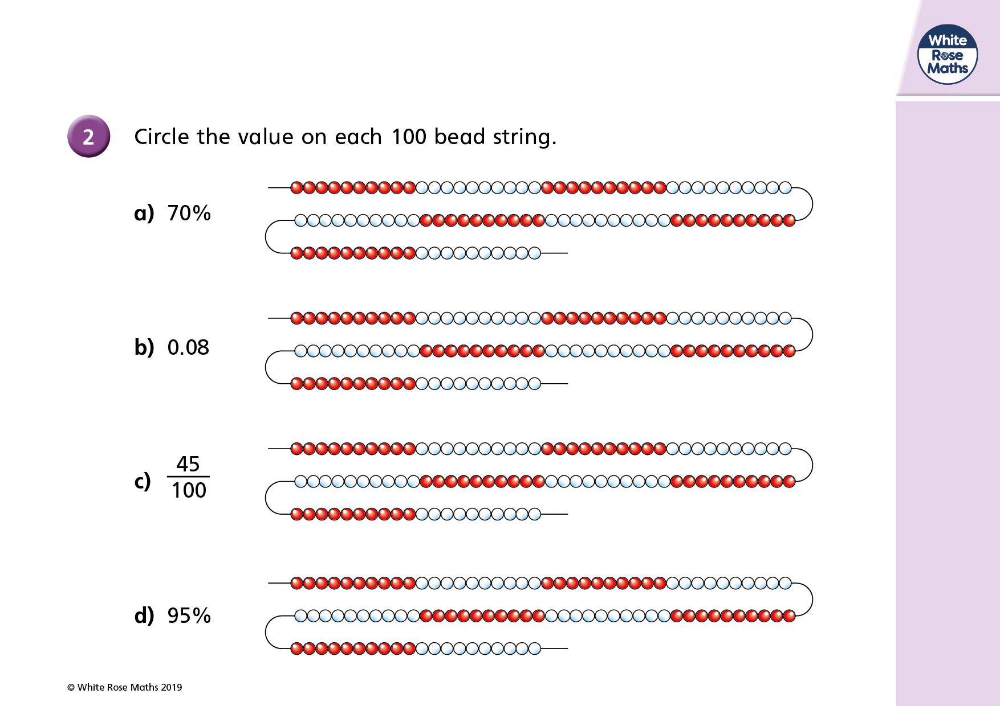 White
Rose
Maths
2 Circle the value on each 100 bead string.
a) 70%
b) 0.08
c) 45
100
d) 95%
© White Rose Maths 2019